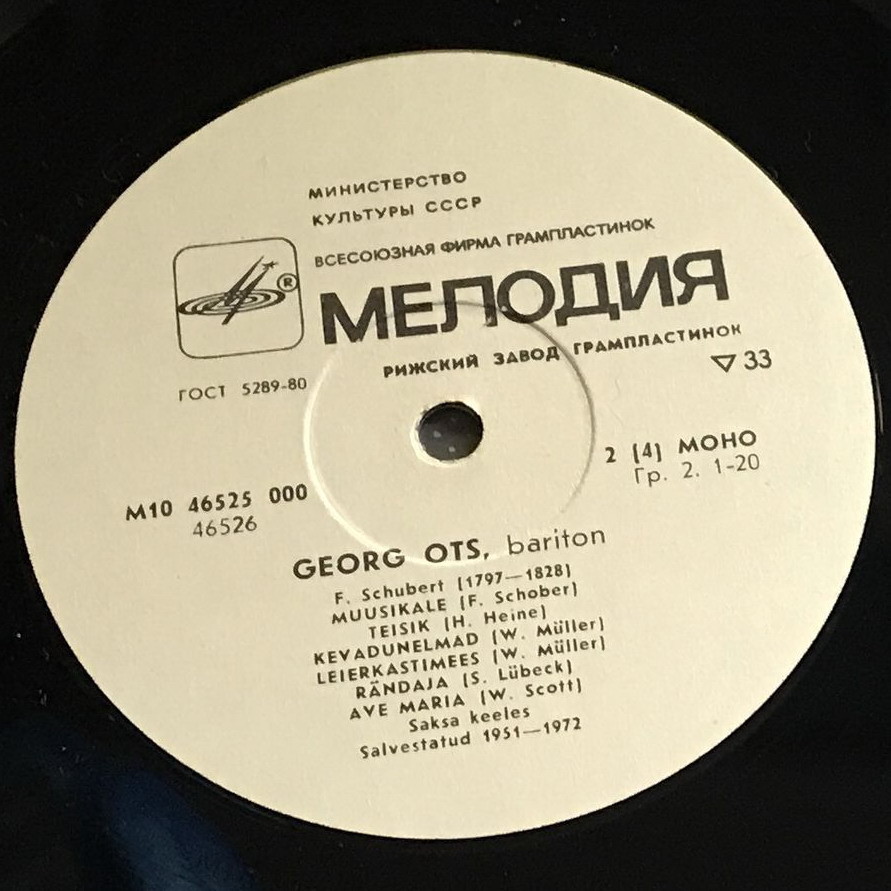 МИНИСТЕРСТВО
КУЛЬТУРЫ СССР
ВСЕСОЮЗНАЯ ФИРМА ГРАМПЛАСТИНОК
®
МЕЛОДИЯ
РИЖСКИЙ ЗАВОД ГРАМПЛАСТИНОК
ГОСТ 5289-80
▽ 33
2 (4) МОНО
Гр. 2. 1-20
М10 46525 000
46526
GEORG OTS, bariton
F. Schubert (1797—1828)
MUUSIKALE (F. Schober)
TEISIK (H. Heine)
KEVADUNELMAD (W. Müller)
LEIERKASTIMEES (W. Müller)
RÄNDAJA (S. Lübeck)
AVE MARIA (W. Scott)
Saksa keeles
Salvestatud 1951—1972